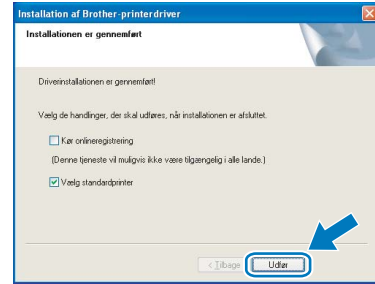 Installation af Brother-printerdriver
Installationen er gennemført
Driverinstallationen er gennemført!
Vælg de handlinger, der skal udføres, når installationen er afsluttet.
Kør onlineregistrering
(Denne tjeneste vil muligvis ikke være tilgængelig i alle lande.)
Vælg standardprinter
< Tilbage
Udfør